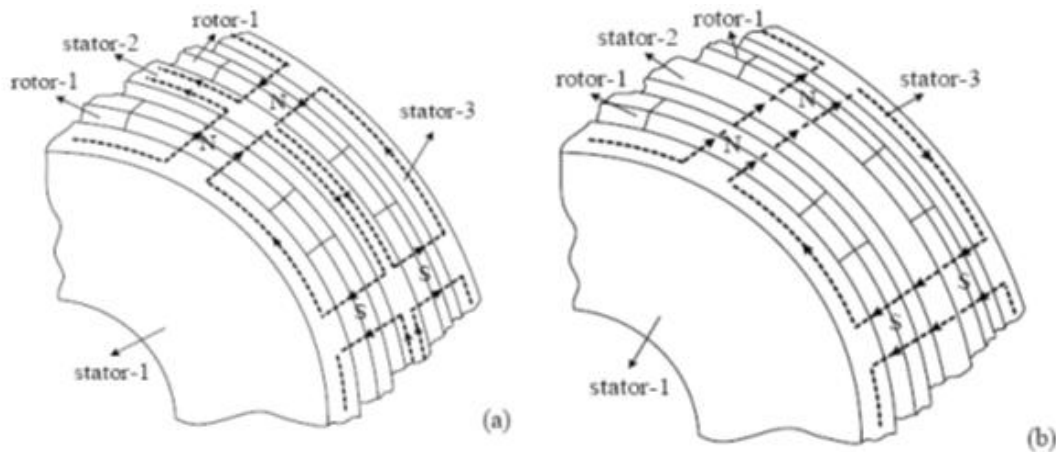 rotor-1
stator-2
rotor-1
N
stator-3
N
S
S
stator-1
(a)
rotor-1
stator-2
rotor-1
stator-3
N
N
S
S
stator-1
(b)